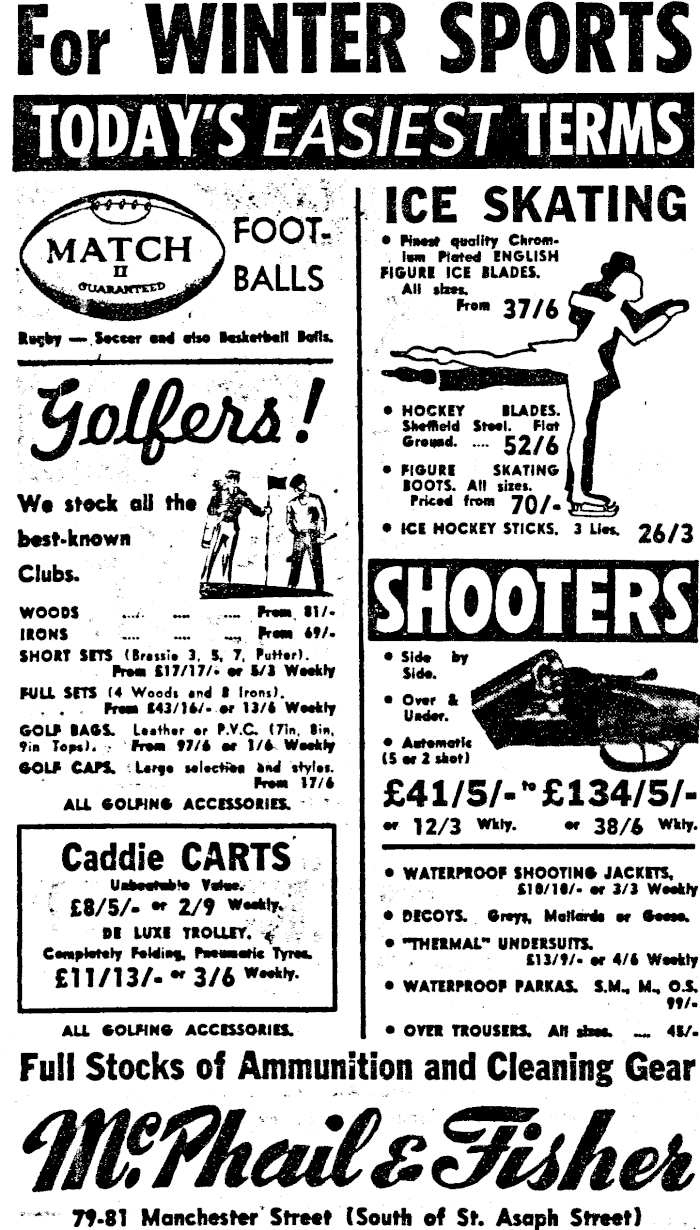 For WINTER SPORTS
TODAY'S EASIEST TERMS
MATCH
II
GUARANTEED
FOOT-
BALLS
Rugby — Soccer and also Basketball Balls.
Golfers!
We stock all the
best-known
Clubs.
WOODS .... .... .... From 81/-
IRONS .... .... .... From 69/-
SHORT SETS (Brassie 3, 5, 7, Putter).
From £17/17/- or 5/3 Weekly
FULL SETS (4 Woods and 8 Irons).
From £43/16/- or 13/6 Weekly
GOLF BAGS. Leather or P.V.C. (7in, 8in,
9in Tops). From 97/6 or 1/6 Weekly
GOLF CAPS. Large selection and styles.
From 17/6
ALL GOLFING ACCESSORIES.
Caddie CARTS
Unbeatable Value.
£8/5/- or 2/9 Weekly.
DE LUXE TROLLEY.
Completely Folding, Pneumatic Tyres.
£11/13/- or 3/6 Weekly.
ALL GOLFING ACCESSORIES.
ICE SKATING
• Finest quality Chrom-
ium Plated ENGLISH
FIGURE ICE BLADES.
All sizes.
From 37/6
• HOCKEY BLADES.
Sheffield Steel. Flat
Ground. .... 52/6
• FIGURE SKATING
BOOTS. All sizes.
Priced from 70/-
• ICE HOCKEY STICKS. 3 Lies. 26/3
SHOOTERS
• Side by
Side.
• Over &
Under.
• Automatic
(5 or 2 shot)
£41/5/- to £134/5/-
or 12/3 Wkly. or 38/6 Wkly.
• WATERPROOF SHOOTING JACKETS.
£10/10/- or 3/3 Weekly
• DECOYS. Greys, Mallards or Geese.
• "THERMAL" UNDERSUITS.
£13/9/- or 4/6 Weekly
• WATERPROOF PARKAS. S.M., M., O.S.
99/-
• OVER TROUSERS. All sizes. .... 45/-
Full Stocks of Ammunition and Cleaning Gear
McPhail & Fisher
79-81 Manchester Street (South of St. Asaph Street)